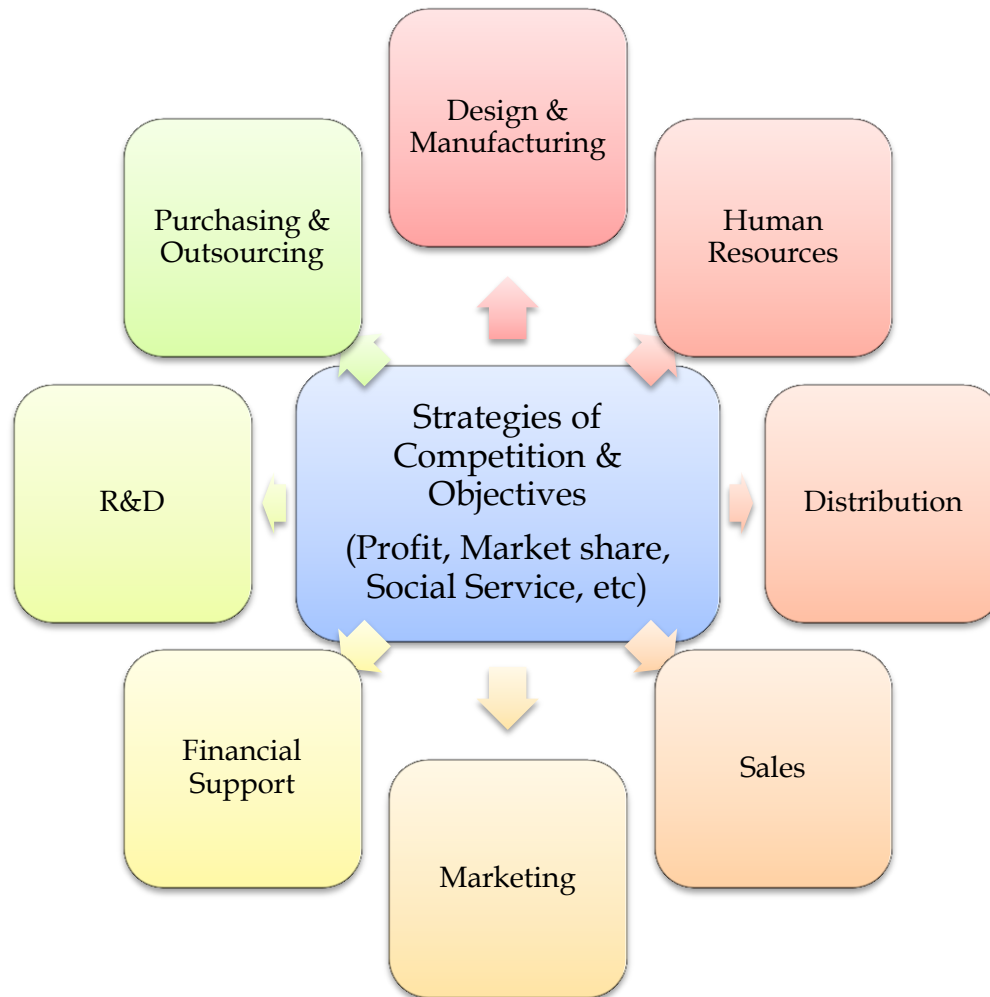 Design &
Manufacturing
Human
Resources
Distribution
Sales
Marketing
Financial
Support
R&D
Purchasing &
Outsourcing
Strategies of
Competition &
Objectives
(Profit, Market share,
Social Service, etc)